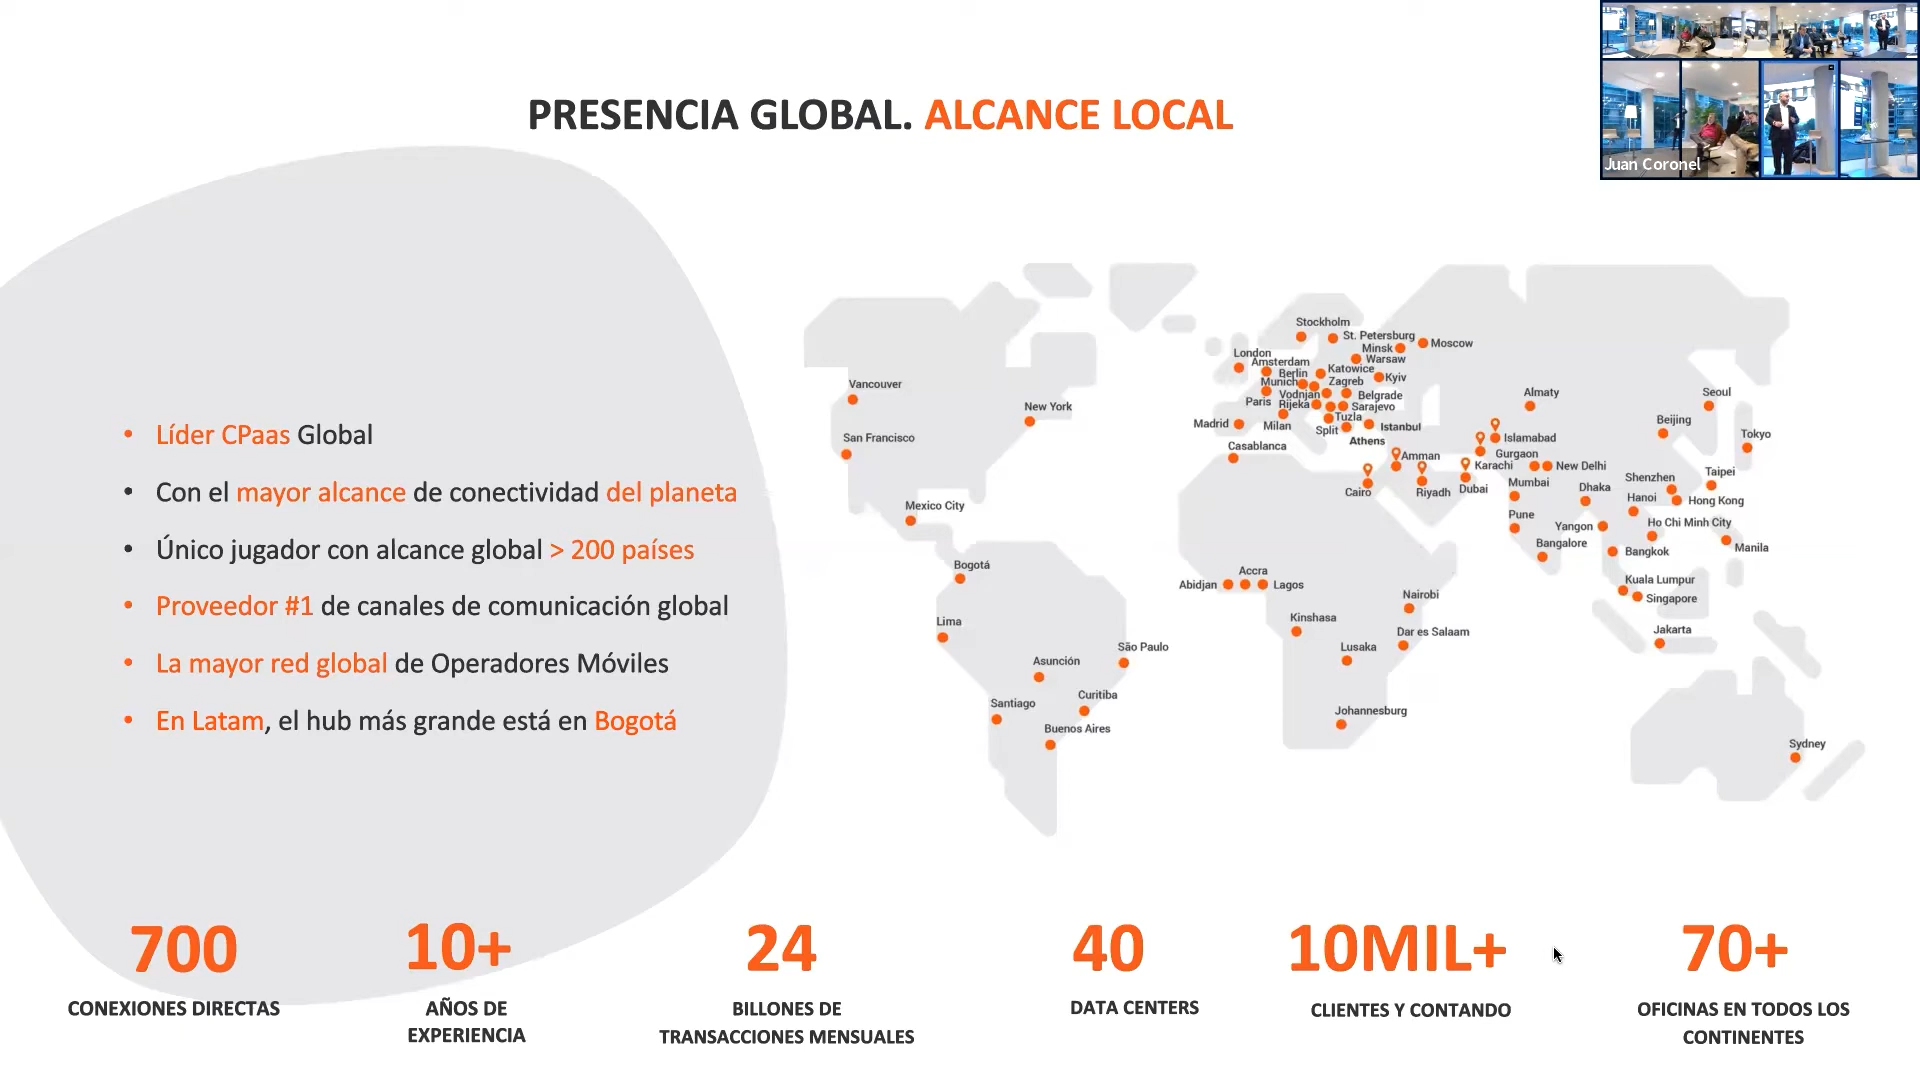 Juan Coronel
PRESENCIA GLOBAL. ALCANCE LOCAL
• Líder CPaas Global
• Con el mayor alcance de conectividad del planeta
• Único jugador con alcance global > 200 países
• Proveedor #1 de canales de comunicación global
• La mayor red global de Operadores Móviles
• En Latam, el hub más grande está en Bogotá
Vancouver
San Francisco
New York
Mexico City
Bogotá
Lima
São Paulo
Asunción
Curitiba
Santiago
Buenos Aires
Stockholm
St. Petersburg
Minsk
Moscow
London
Warsaw
Amsterdam
Berlin
Katowice
Munich
Zagreb
Kyiv
Vodnjan
Belgrade
Paris
Rijeka
Sarajevo
Tuzla
Madrid
Milan
Split
Istanbul
Athens
Casablanca
Amman
Cairo
Riyadh
Dubai
Karachi
Islamabad
Gurgaon
New Delhi
Almaty
Mumbai
Pune
Bangalore
Dhaka
Yangon
Seoul
Beijing
Tokyo
Taipei
Shenzhen
Hanoi
Hong Kong
Ho Chi Minh City
Manila
Bangkok
Kuala Lumpur
Singapore
Jakarta
Accra
Abidjan
Lagos
Nairobi
Kinshasa
Dar es Salaam
Lusaka
Johannesburg
Sydney
700
CONEXIONES DIRECTAS
10+
AÑOS DE
EXPERIENCIA
24
BILLONES DE
TRANSACCIONES MENSUALES
40
DATA CENTERS
10MIL+
CLIENTES Y CONTANDO
70+
OFICINAS EN TODOS LOS
CONTINENTES